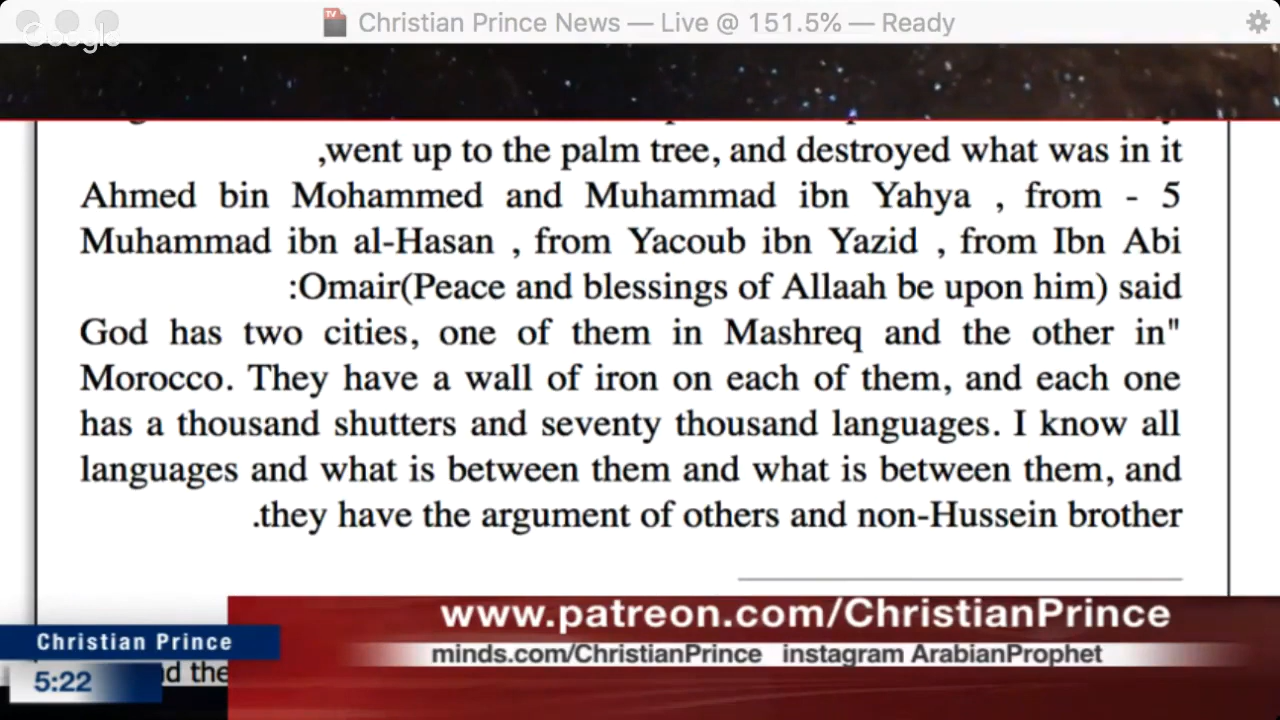 Christian Prince News — Live @ 151.5% — Ready
Google
,went up to the palm tree, and destroyed what was in it
Ahmed bin Mohammed and Muhammad ibn Yahya , from - 5
Muhammad ibn al-Hasan , from Yacoub ibn Yazid , from Ibn Abi
:Omair(Peace and blessings of Allaah be upon him) said
God has two cities, one of them in Mashreq and the other in"
Morocco. They have a wall of iron on each of them, and each one
has a thousand shutters and seventy thousand languages. I know all
languages and what is between them and what is between them, and
.they have the argument of others and non-Hussein brother
www.patreon.com/ChristianPrince
minds.com/ChristianPrince instagram ArabianProphet
Christian Prince
5:22
the